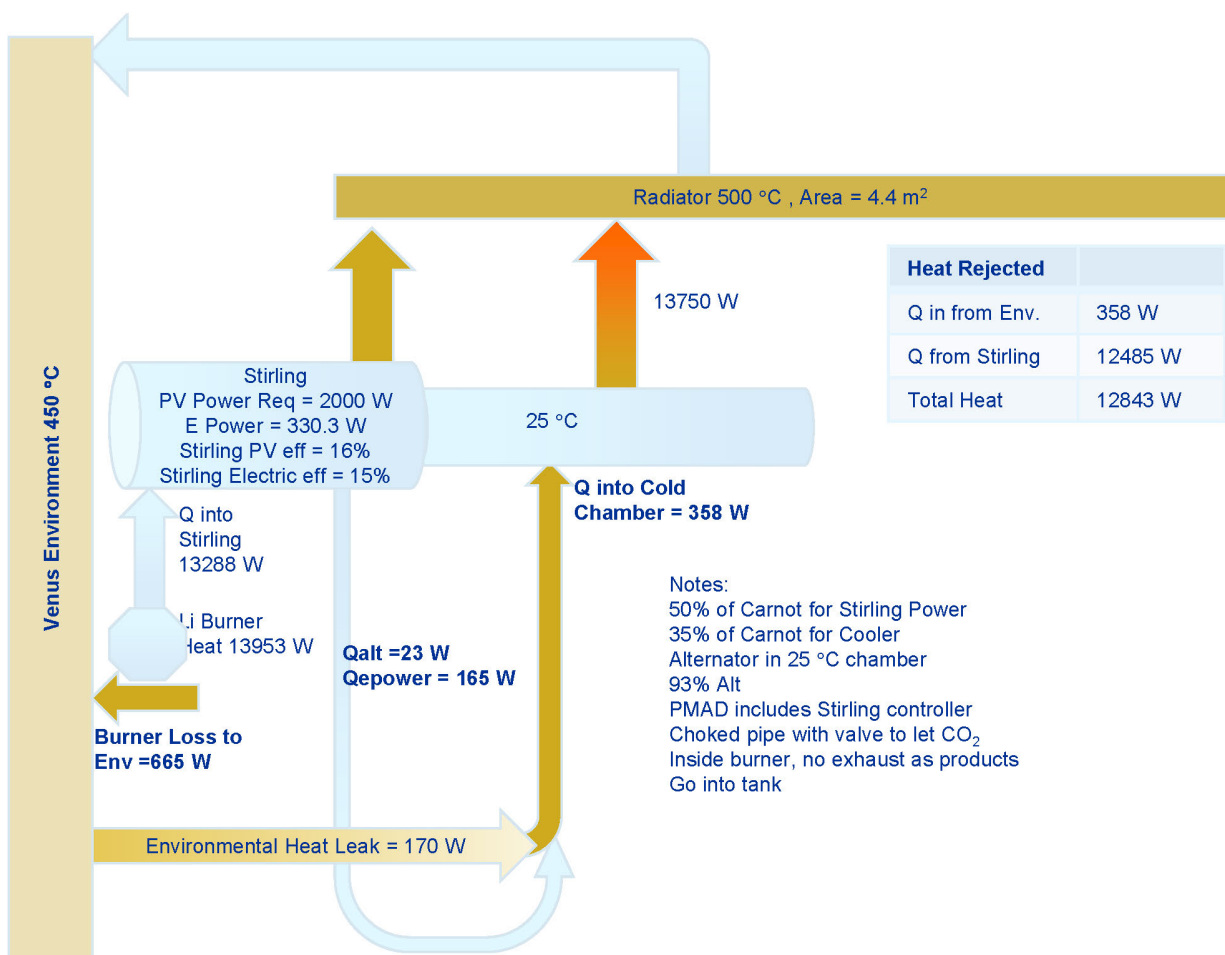 Radiator 500 °C , Area = 4.4 m²
Heat Rejected
Q in from Env. 358 W
Q from Stirling 12485 W
Total Heat 12843 W
13750 W
Venus Environment 450 ºC
Stirling
PV Power Req = 2000 W
E Power = 330.3 W
Stirling PV eff = 16%
Stirling Electric eff = 15%
25 °C
Q into Cold
Chamber = 358 W
Q into
Stirling
13288 W
Li Burner
Heat 13953 W
Qalt =23 W
Qepower = 165 W
Burner Loss to
Env =665 W
Notes:
50% of Carnot for Stirling Power
35% of Carnot for Cooler
Alternator in 25 °C chamber
93% Alt
PMAD includes Stirling controller
Choked pipe with valve to let CO₂
Inside burner, no exhaust as products
Go into tank
Environmental Heat Leak = 170 W